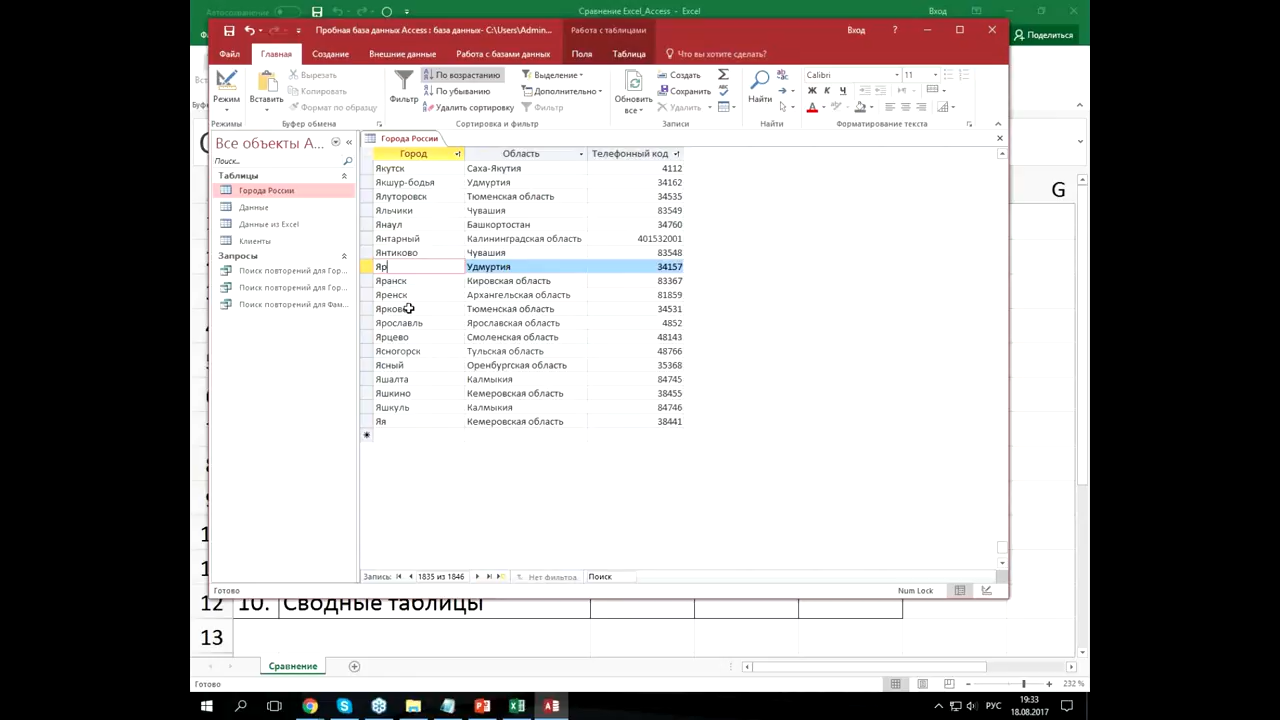 Автосохранение
Сравнение Excel_Access - Excel
Вход
Поделиться
Пробная база данных Access : база данных- C:\Users\Admin...
Работа с таблицами
Вход
?
Файл
Главная
Создание
Внешние данные
Работа с базами данных
Поля
Таблица
Что вы хотите сделать?
Режим
Вставить
Вырезать
Копировать
Формат по образцу
Фильтр
По возрастанию
По убыванию
Удалить сортировку
Выделение
Дополнительно
Фильтр
Обновить все
Создать
Сохранить
Удалить
Найти
Calibri
11
Ж К Ч
Режимы
Буфер обмена
Сортировка и фильтр
Записи
Найти
Форматирование текста
Все объекты A...
Поиск...
Таблицы
Города России
Данные
Данные из Excel
Клиенты
Запросы
Поиск повторений для Гор...
Поиск повторений для Гор...
Поиск повторений для Фам...
Города России
Город Область Телефонный код
Якутск Саха-Якутия 4112
Якшур-бодья Удмуртия 34162
Ялуторовск Тюменская область 34535
Яльчики Чувашия 83549
Янаул Башкортостан 34760
Янтарный Калининградская область 401532001
Янтиково Чувашия 83548
Яр Удмуртия 34157
Яранск Кировская область 83367
Яренск Архангельская область 81859
Ярково Тюменская область 34531
Ярославль Ярославская область 4852
Ярцево Смоленская область 48143
Ясногорск Тульская область 48766
Ясный Оренбургская область 35368
Яшалта Калмыкия 84745
Яшкино Кемеровская область 38455
Яшкуль Калмыкия 84746
Яя Кемеровская область 38441
Запись: 1835 из 1846
Нет фильтра
Поиск
Готово
Num Lock
G
12 10. Сводные таблицы
13
Сравнение
Готово
232 %
РУС
19:33
18.08.2017